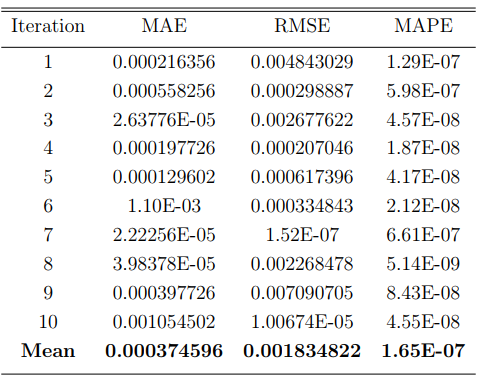 Iteration MAE RMSE MAPE
1 0.000216356 0.004843029 1.29E-07
2 0.000558256 0.000298887 5.98E-07
3 2.63776E-05 0.002677622 4.57E-08
4 0.000197726 0.000207046 1.87E-08
5 0.000129602 0.000617396 4.17E-08
6 1.10E-03 0.000334843 2.12E-08
7 2.22256E-05 1.52E-07 6.61E-07
8 3.98378E-05 0.002268478 5.14E-09
9 0.000397726 0.007090705 8.43E-08
10 0.001054502 1.00674E-05 4.55E-08
Mean 0.000374596 0.001834822 1.65E-07